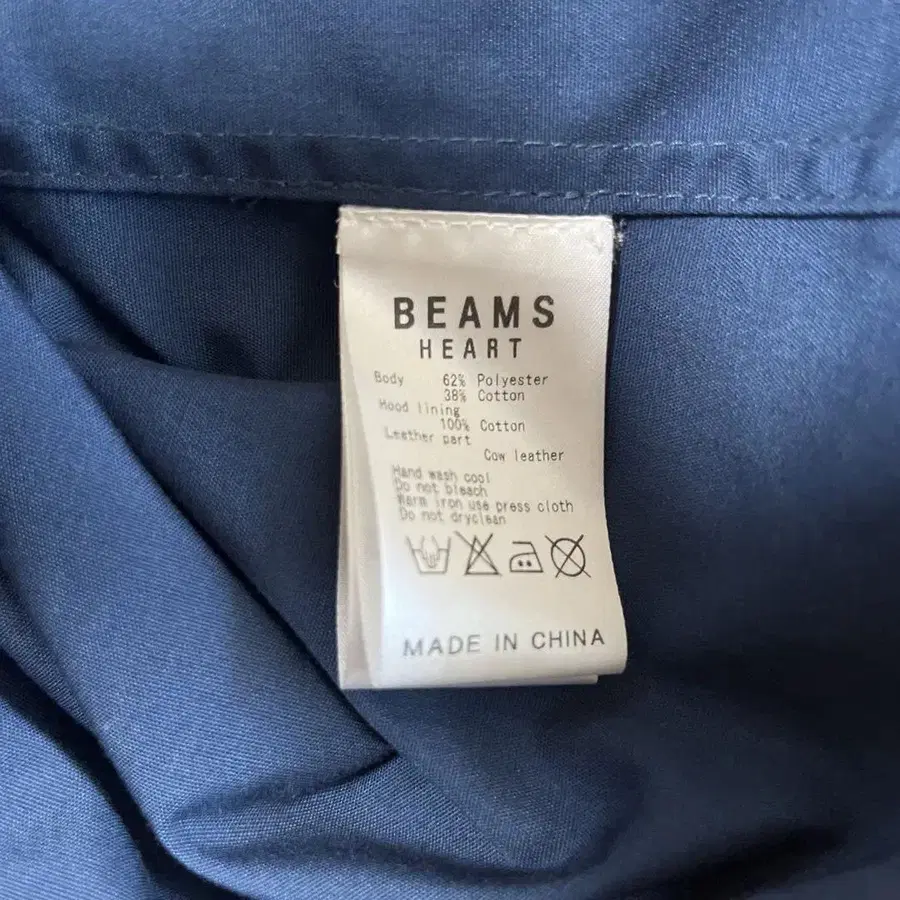 BEAMS
HEART
Body 62% Polyester
38% Cotton
Hood lining
100% Cotton
Leather part
Cow leather
Hand wash cool
Do not bleach
Warm iron use press cloth
Do not dryclean
MADE IN CHINA